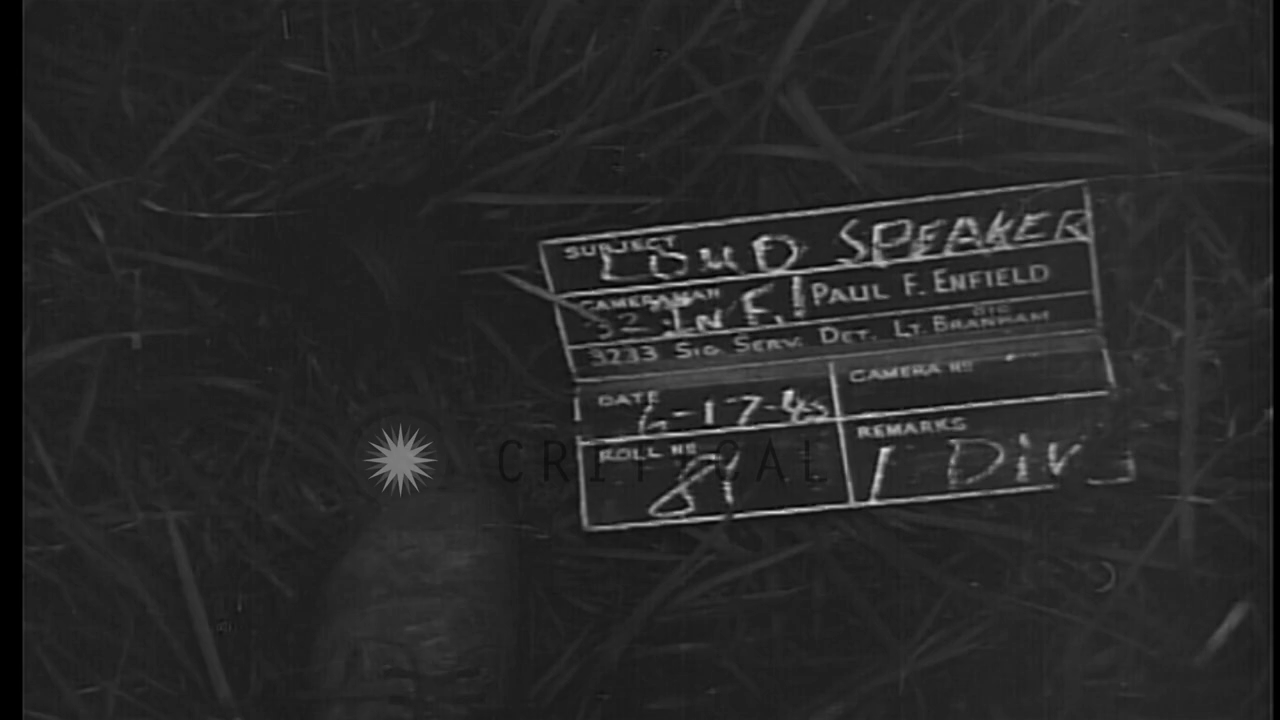 SUBJECT
LOUD SPEAKER
CAMERAMAN
PAUL F. ENFIELD
32 INF.
3233 SIG. SERV. DET. LT. BRANHAM
DATE
6-17-45
CAMERA Nº
ROLL Nº
81
REMARKS
1 DIV
CRITICAL